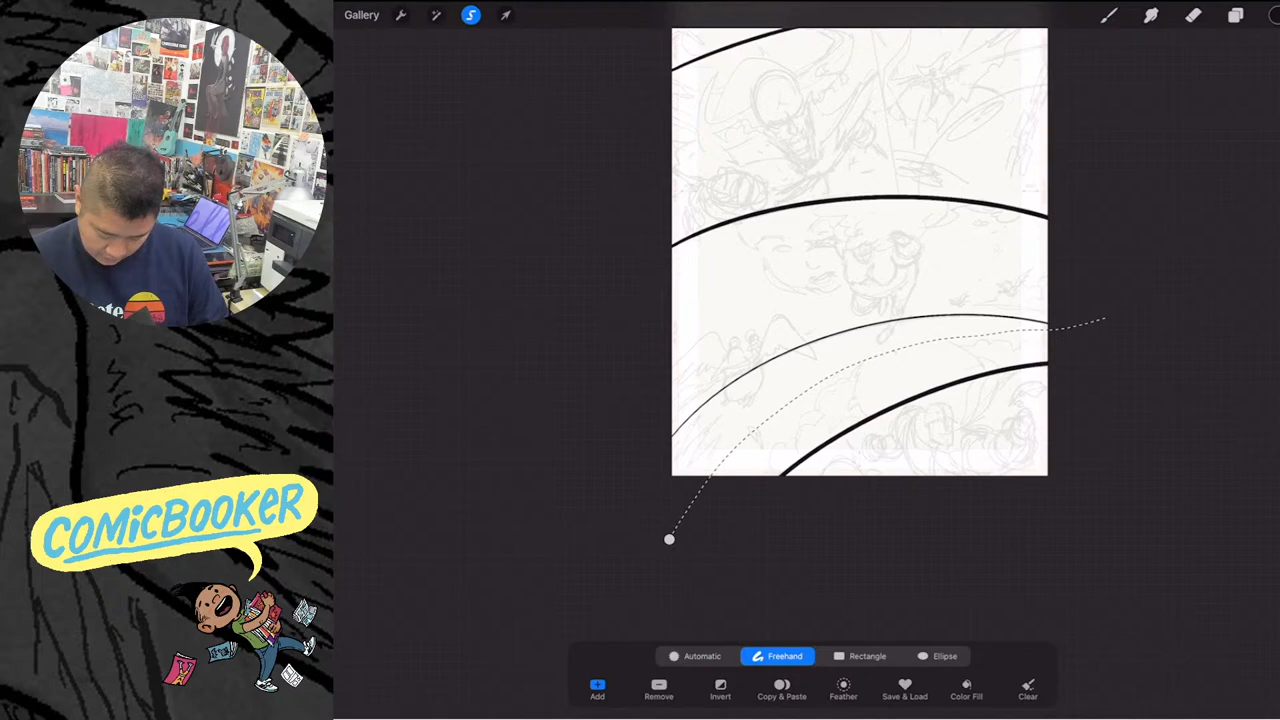 Gallery
COMiCBOOKER
Automatic
Freehand
Rectangle
Ellipse
Add
Remove
Invert
Copy & Paste
Feather
Save & Load
Color Fill
Clear